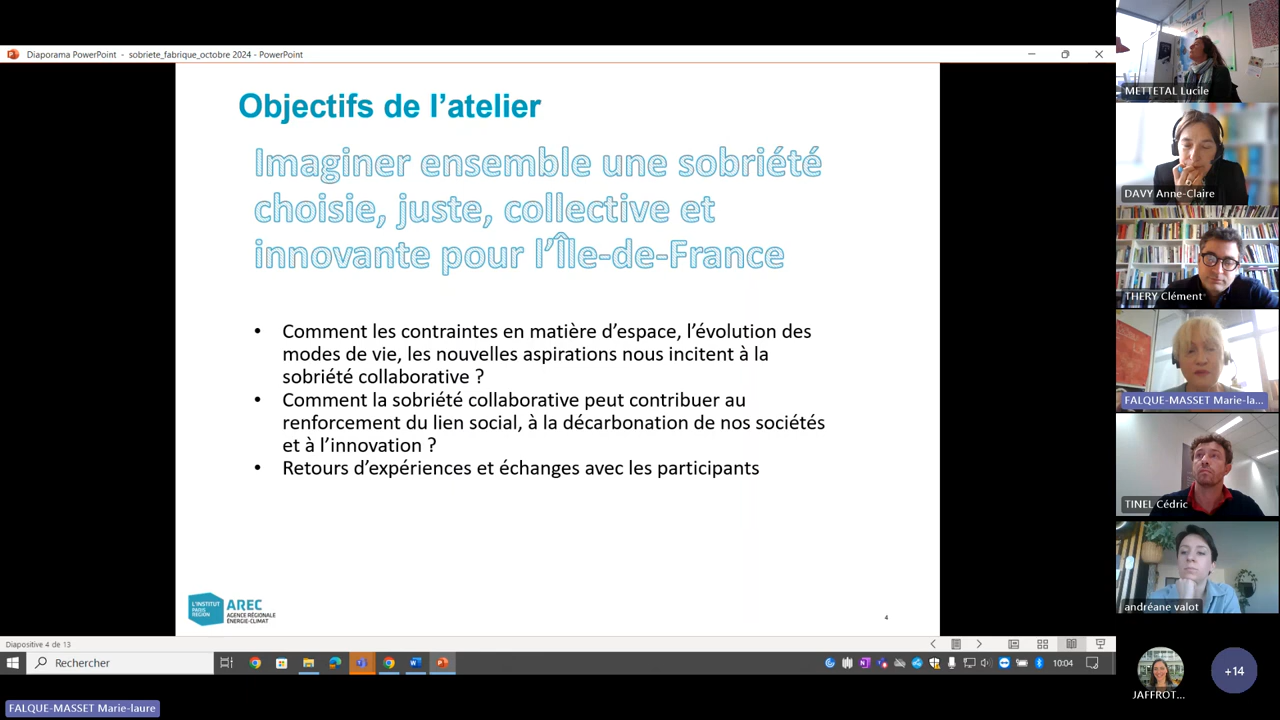 Diaporama PowerPoint - sobriete_fabrique_octobre 2024 - PowerPoint
Objectifs de l'atelier
Imaginer ensemble une sobriété
choisie, juste, collective et
innovante pour l'Île-de-France
• Comment les contraintes en matière d'espace, l'évolution des
modes de vie, les nouvelles aspirations nous incitent à la
sobriété collaborative ?
• Comment la sobriété collaborative peut contribuer au
renforcement du lien social, à la décarbonation de nos sociétés
et à l'innovation ?
• Retours d'expériences et échanges avec les participants
L'INSTITUT
PARIS
REGION
AREC
AGENCE RÉGIONALE
ÉNERGIE-CLIMAT
4
Diapositive 4 de 13
Rechercher
10:04
FALQUE-MASSET Marie-laure
METTETAL Lucile
DAVY Anne-Claire
THERY Clément
FALQUE-MASSET Marie-la...
TINEL Cédric
andréane valot
JAFFROT...
+14